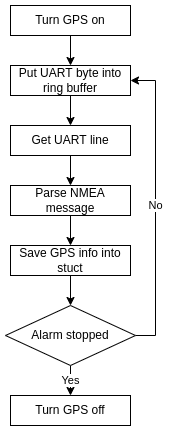 Turn GPS on
Put UART byte into
ring buffer
Get UART line
Parse NMEA
message
Save GPS info into
stuct
Alarm stopped
No
Yes
Turn GPS off